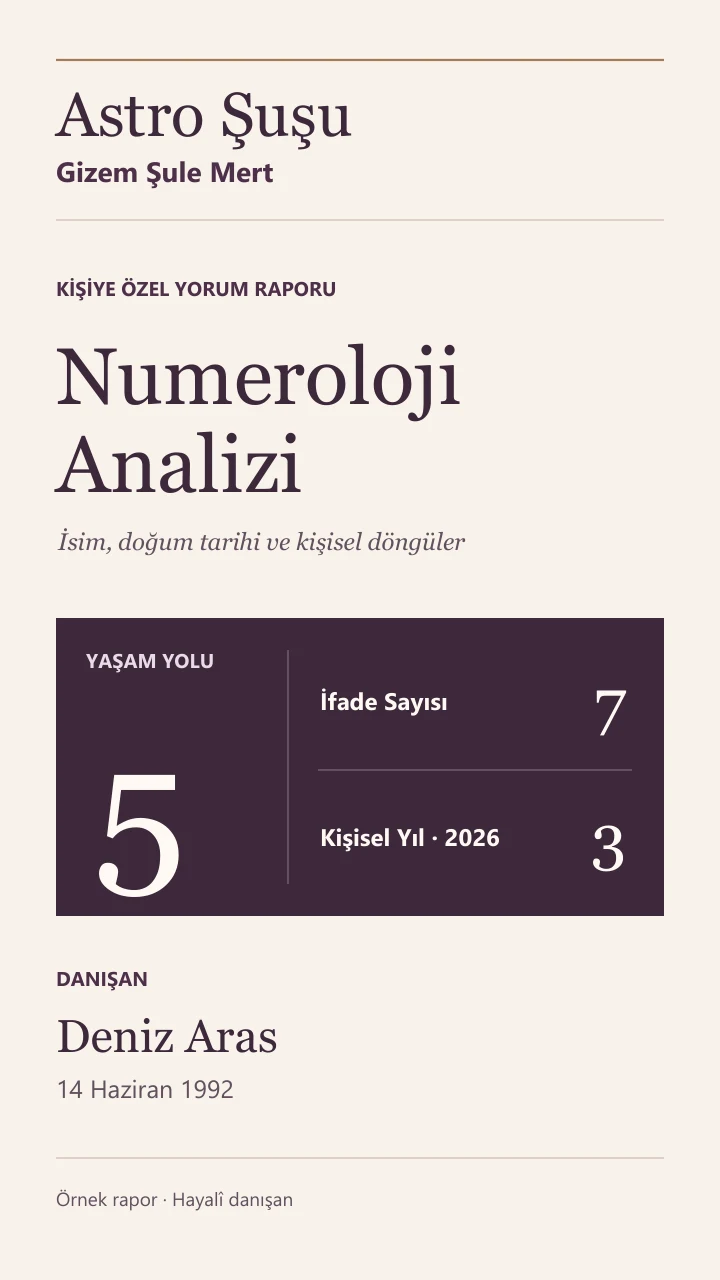 Astro Şuşu
Gizem Şule Mert
KİŞİYE ÖZEL YORUM RAPORU
Numeroloji
Analizi
İsim, doğum tarihi ve kişisel döngüler
YAŞAM YOLU
5
İfade Sayısı 7
Kişisel Yıl · 2026 3
DANIŞAN
Deniz Aras
14 Haziran 1992
Örnek rapor · Hayalî danışan